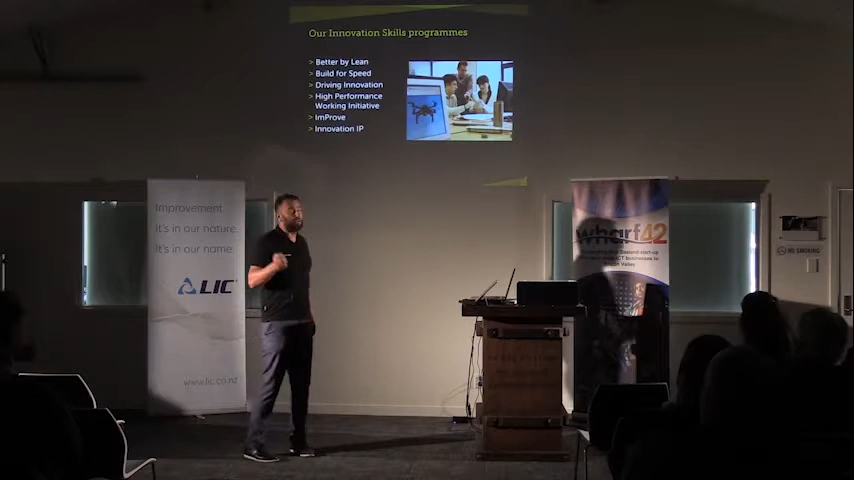 Our Innovation Skills programmes
> Better by Lean
> Build for Speed
> Driving Innovation
> High Performance
Working Initiative
> ImProve
> Innovation IP
Improvement.
It's in our nature.
It's in our name.
LIC
www.lic.co.nz
wharf42
NO SMOKING